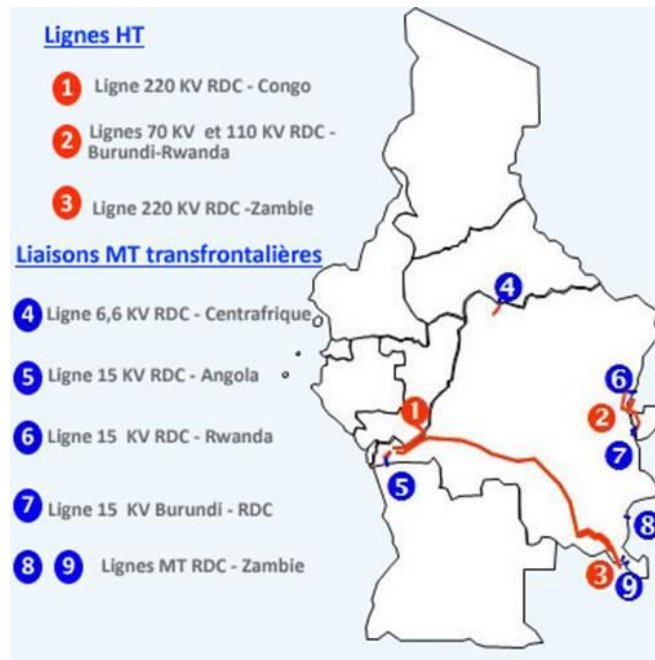 Lignes HT
1 Ligne 220 KV RDC - Congo
2 Lignes 70 KV et 110 KV RDC -
Burundi-Rwanda
3 Ligne 220 KV RDC -Zambie
Liaisons MT transfrontalières
4 Ligne 6,6 KV RDC - Centrafrique
5 Ligne 15 KV RDC - Angola
6 Ligne 15 KV RDC - Rwanda
7 Ligne 15 KV Burundi - RDC
8 9 Lignes MT RDC - Zambie
4
6
1
2
7
5
8
3
9